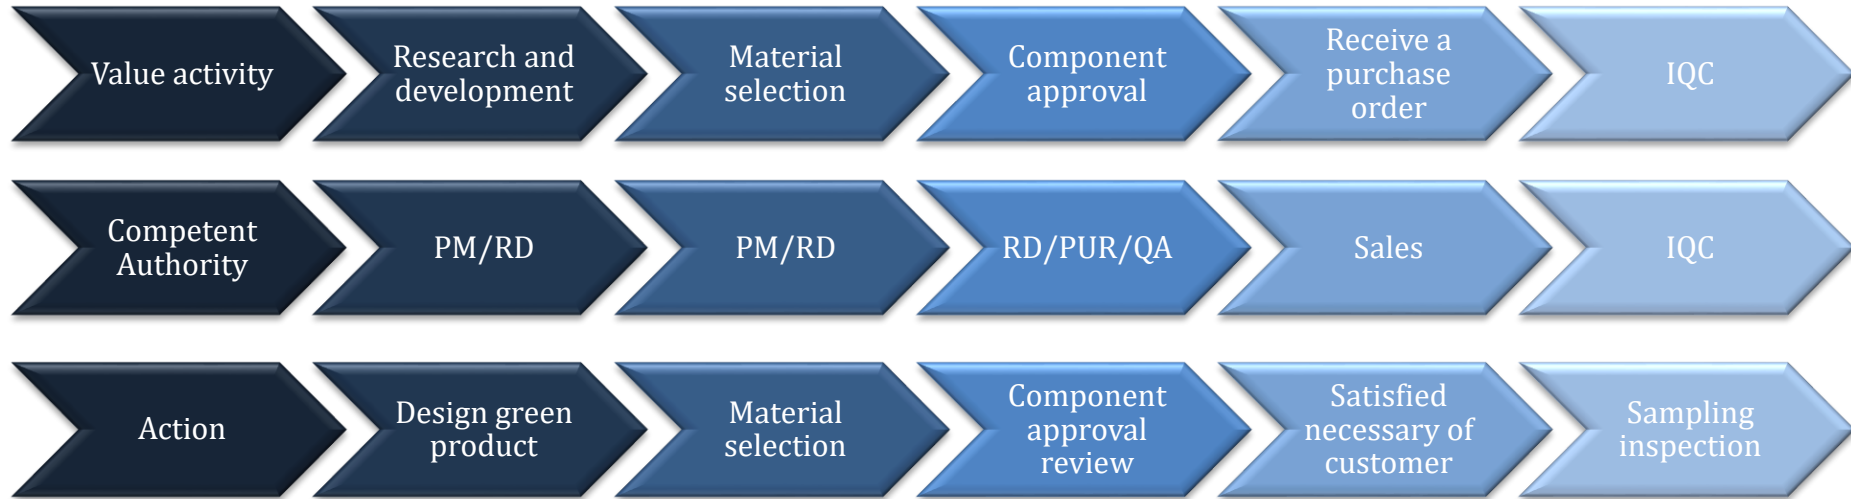 Value activity
Research and
development
Material
selection
Component
approval
Receive a
purchase
order
IQC
Competent
Authority
PM/RD
PM/RD
RD/PUR/QA
Sales
IQC
Action
Design green
product
Material
selection
Component
approval
review
Satisfied
necessary of
customer
Sampling
inspection